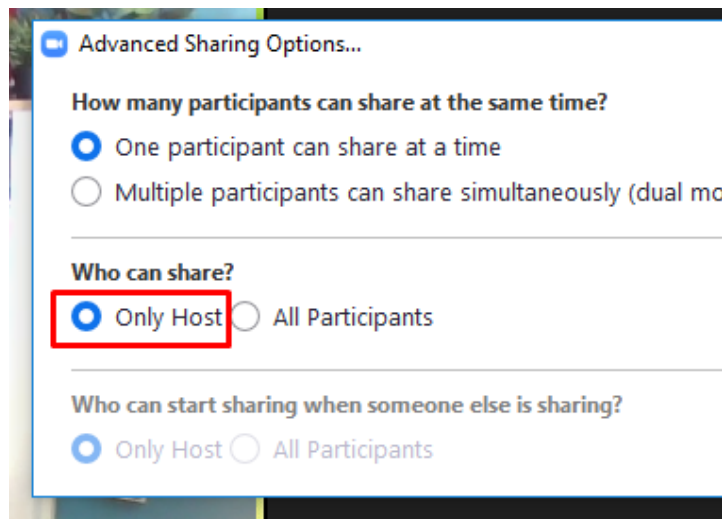 Advanced Sharing Options...
How many participants can share at the same time?
One participant can share at a time
Multiple participants can share simultaneously (dual mo
Who can share?
Only Host All Participants
Who can start sharing when someone else is sharing?
Only Host All Participants